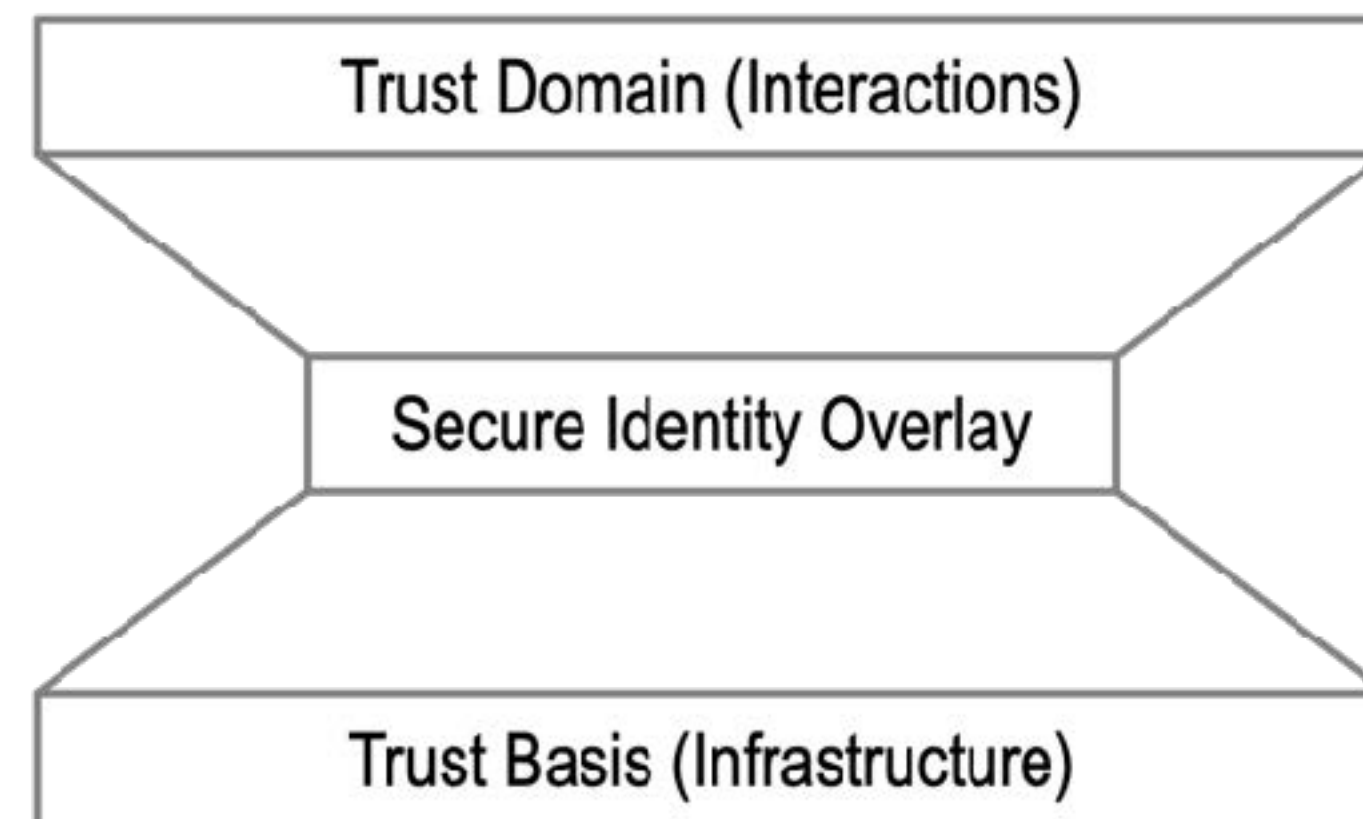 Trust Domain (Interactions)
Secure Identity Overlay
Trust Basis (Infrastructure)